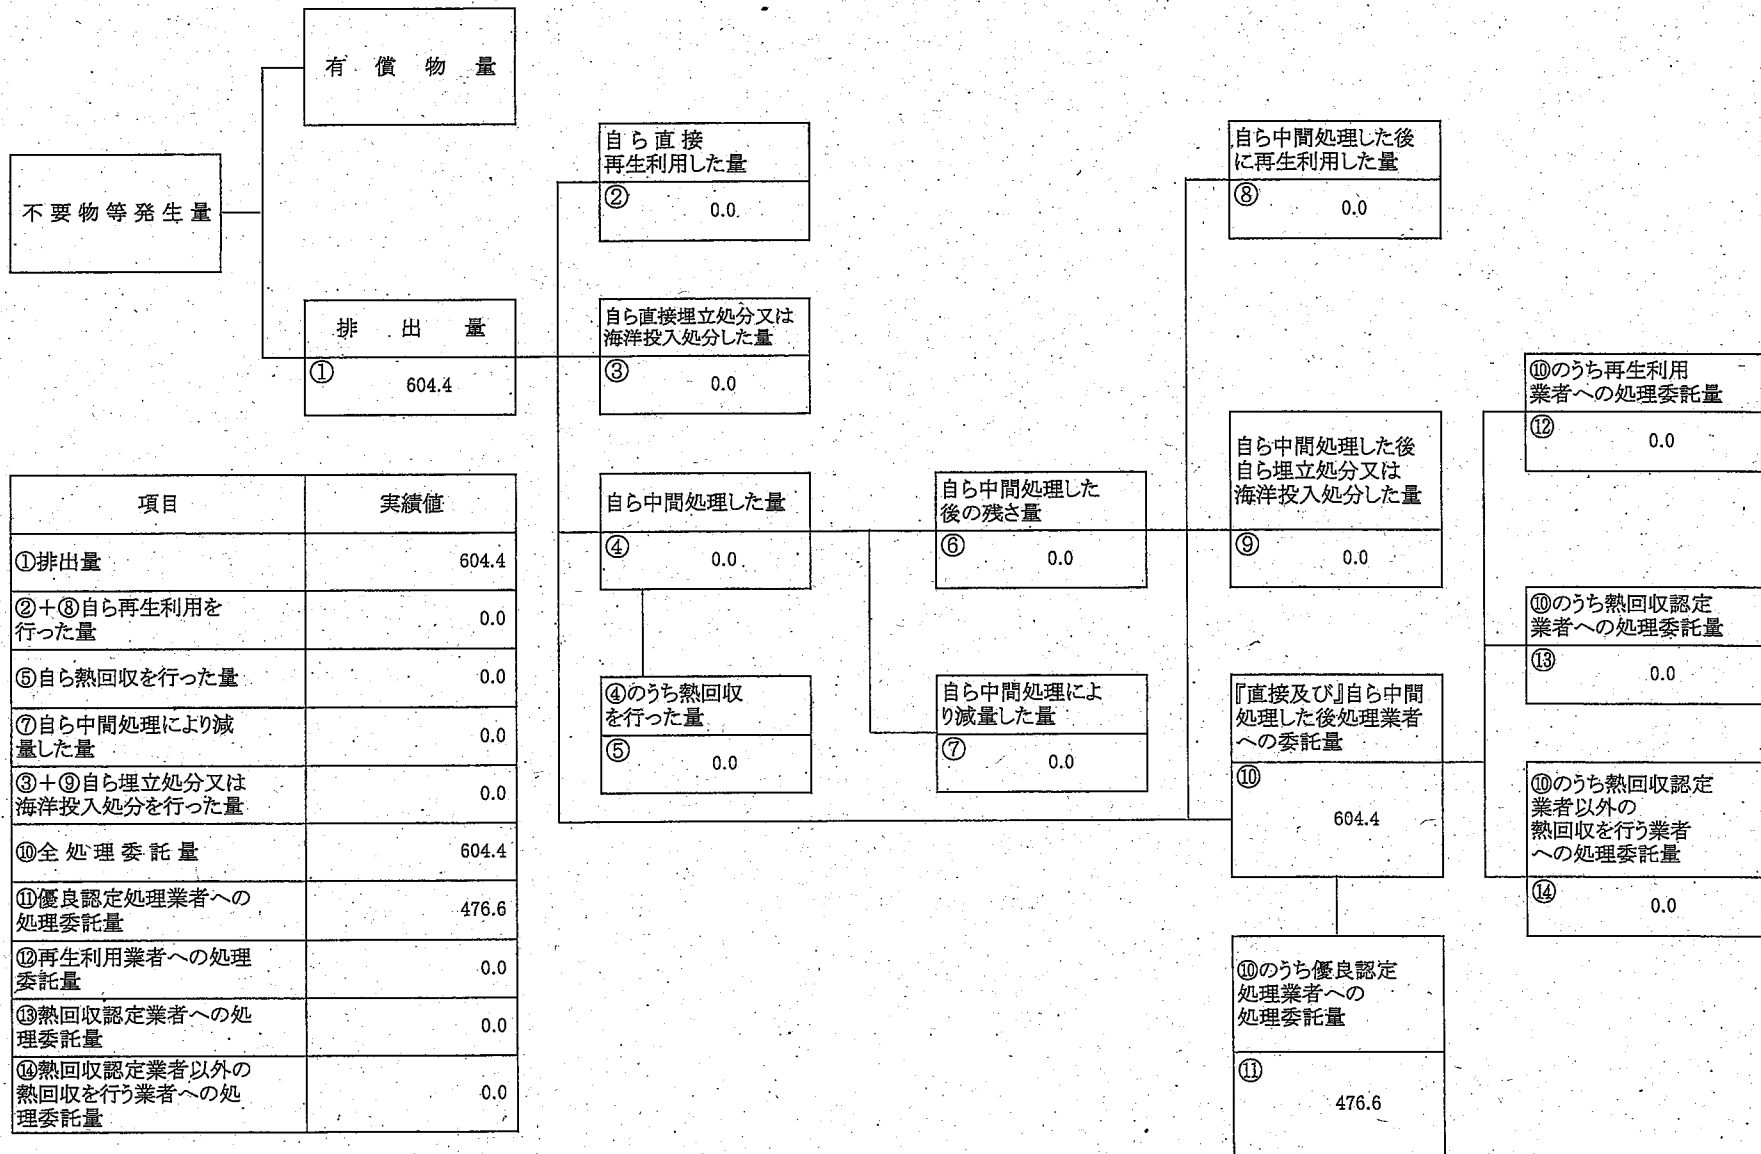 有償物量
不要物等発生量
排出量
① 604.4
自ら直接
再生利用した量
② 0.0
自ら直接埋立処分又は
海洋投入処分した量
③ 0.0
自ら中間処理した量
④ 0.0
④のうち熱回収
を行った量
⑤ 0.0
自ら中間処理した
後の残さ量
⑥ 0.0
自ら中間処理によ
り減量した量
⑦ 0.0
自ら中間処理した後
に再生利用した量
⑧ 0.0
自ら中間処理した後
自ら埋立処分又は
海洋投入処分した量
⑨ 0.0
『直接及び』自ら中間
処理した後処理業者
への委託量
⑩
604.4
⑩のうち優良認定
処理業者への
処理委託量
⑪
476.6
⑩のうち再生利用
業者への処理委託量
⑫ 0.0
⑩のうち熱回収認定
業者への処理委託量
⑬ 0.0
⑩のうち熱回収認定
業者以外の
熱回収を行う業者
への処理委託量
⑭ 0.0
項目 実績値
①排出量 604.4
②+⑧自ら再生利用を
行った量 0.0
⑤自ら熱回収を行った量 0.0
⑦自ら中間処理により減
量した量 0.0
③+⑨自ら埋立処分又は
海洋投入処分を行った量 0.0
⑩全処理委託量 604.4
⑪優良認定処理業者への
処理委託量 476.6
⑫再生利用業者への処理
委託量 0.0
⑬熱回収認定業者への処
理委託量 0.0
⑭熱回収認定業者以外の
熱回収を行う業者への処
理委託量 0.0